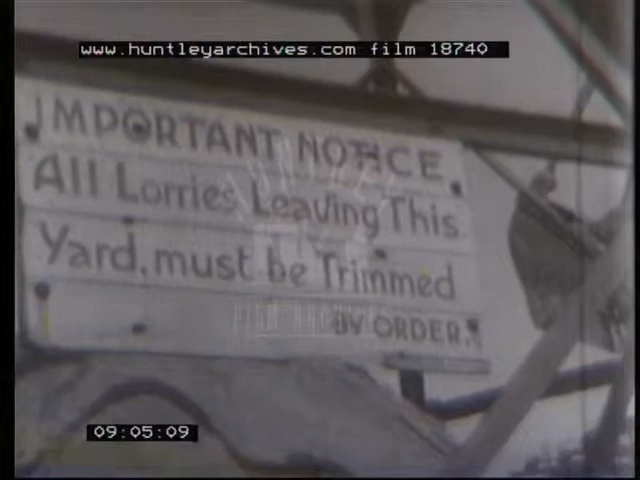 www.huntleyarchives.com film 18740
IMPORTANT NOTICE.
All Lorries Leaving This
Yard, must be Trimmed
BY ORDER.
09:05:09